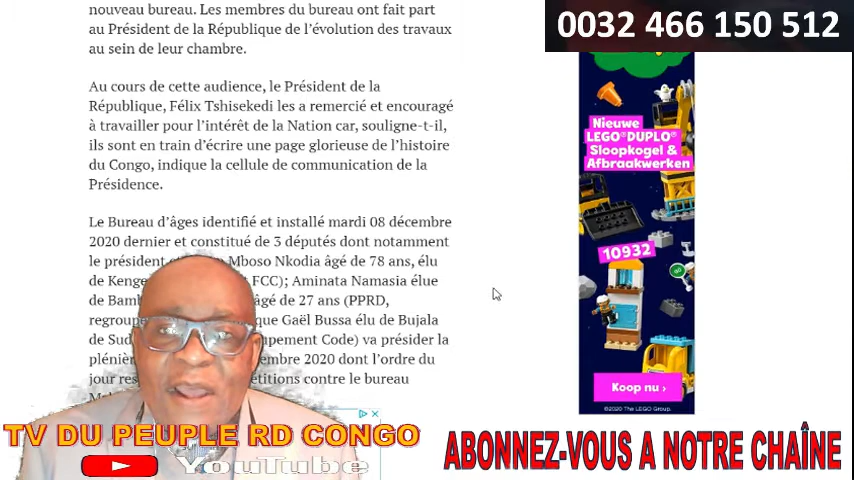 nouveau bureau. Les membres du bureau ont fait part
au Président de la République de l'évolution des travaux
au sein de leur chambre.
Au cours de cette audience, le Président de la
République, Félix Tshisekedi les a remercié et encouragé
à travailler pour l'intérêt de la Nation car, souligne-t-il,
ils sont en train d'écrire une page glorieuse de l'histoire
du Congo, indique la cellule de communication de la
Présidence.
Le Bureau d'âges identifié et installé mardi 08 décembre
2020 dernier et constitué de 3 députés dont notamment
le président Mboso Nkodia âgé de 78 ans, élu
de Kenge FCC); Aminata Namasia élue
de âgé de 27 ans (PPRD,
que Gaël Bussa élu de Bujala
de Sud Code) va présider la
2020 dont l'ordre du
jour contre le bureau
0032 466 150 512
Nieuwe
LEGO®DUPLO®
Sloopkogel &
Afbraakwerken
10932
Koop nu ›
©2020 The LEGO Group.
TV DU PEUPLE RD CONGO
YouTube
ABONNEZ-VOUS A NOTRE CHAÎNE